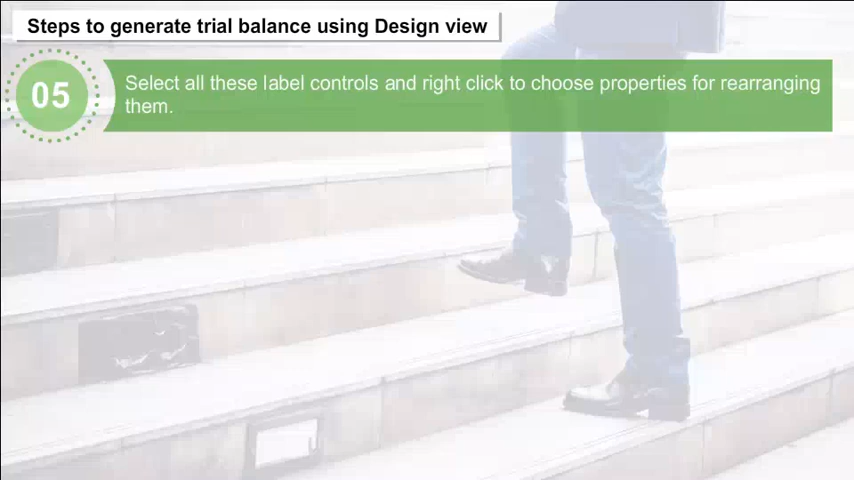 Steps to generate trial balance using Design view
05
Select all these label controls and right click to choose properties for rearranging
them.